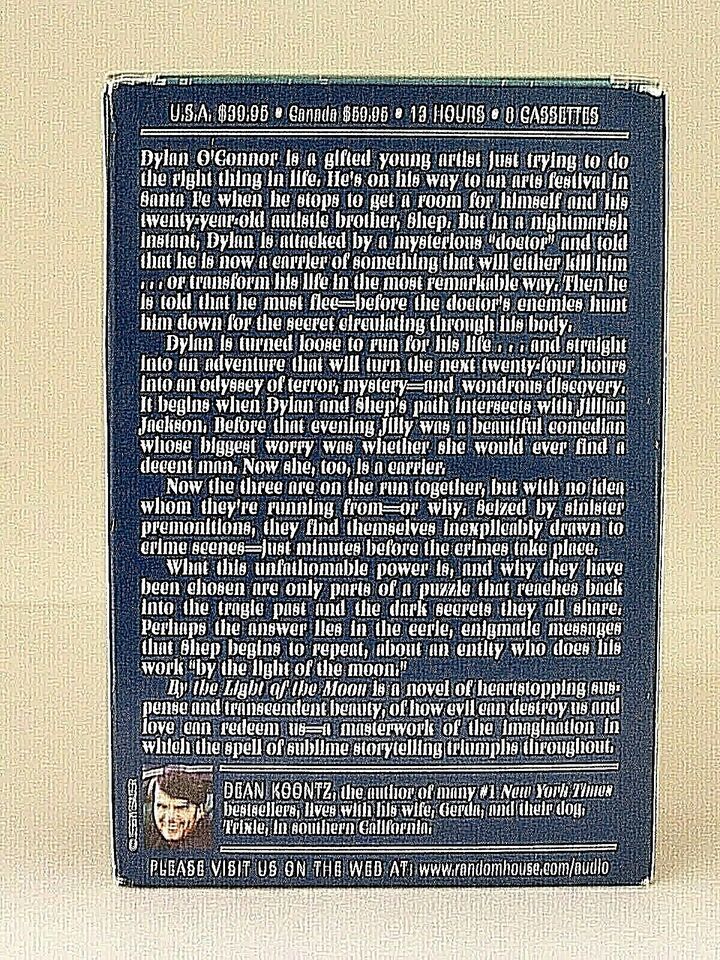 U.S.A. $39.95 • Canada $59.95 • 13 HOURS • 8 CASSETTES
Dylan O'Connor is a gifted young artist just trying to do
the right thing in life. He's on his way to an arts festival in
Santa Fe when he stops to get a room for himself and his
twenty-year-old autistic brother, Shep. But in a nightmarish
instant, Dylan is attacked by a mysterious "doctor" and told
that he is now a carrier of something that will either kill him
...or transform his life in the most remarkable way. Then he
is told that he must flee—before the doctor's enemies hunt
him down for the secret circulating through his body.
Dylan is turned loose to run for his life ... and straight
into an adventure that will turn the next twenty-four hours
into an odyssey of terror, mystery—and wondrous discovery.
It begins when Dylan and Shep's path intersects with Jillian
Jackson. Before that evening Jilly was a beautiful comedian
whose biggest worry was whether she would ever find a
decent man. Now she, too, is a carrier.
Now the three are on the run together, but with no idea
whom they're running from—or why. Seized by sinister
premonitions, they find themselves inexplicably drawn to
crime scenes—just minutes before the crimes take place.
What this unfathomable power is, and why they have
been chosen are only parts of a puzzle that reaches back
into the tragic past and the dark secrets they all share.
Perhaps the answer lies in the eerie, enigmatic messages
that Shep begins to repeat, about an entity who does his
work "by the light of the moon."
By the Light of the Moon is a novel of heartstopping sus-
pense and transcendent beauty, of how evil can destroy us and
love can redeem us—a masterwork of the imagination in
which the spell of sublime storytelling triumphs throughout.
DEAN KOONTZ, the author of many #1 New York Times
bestsellers, lives with his wife, Gerda, and their dog,
Trixie, in southern California.
PLEASE VISIT US ON THE WEB AT: www.randomhouse.com/audio